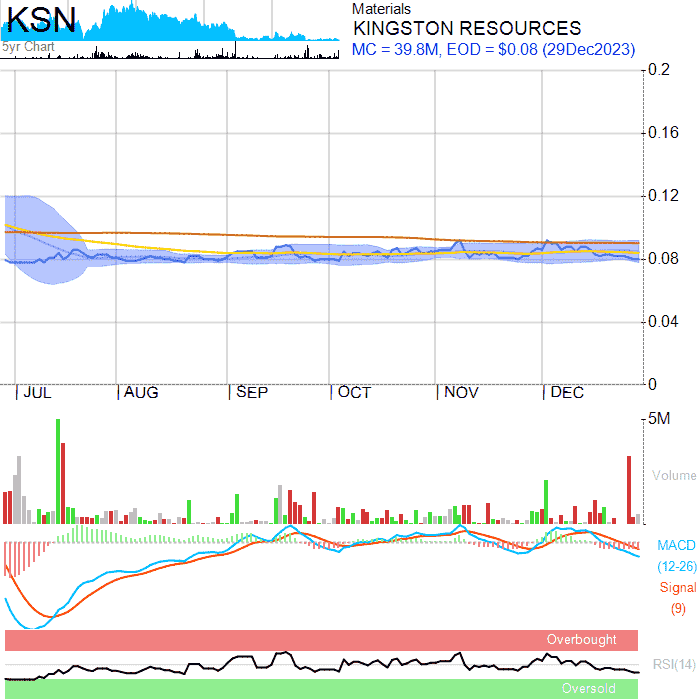 KSN
5yr Chart
Materials
KINGSTON RESOURCES
MC = 39.8M, EOD = $0.08 (29Dec2023)
0.2
0.16
0.12
0.08
0.04
0
JUL AUG SEP OCT NOV DEC
5M
Volume
MACD
(12-26)
Signal
(9)
Overbought
RSI(14)
Oversold